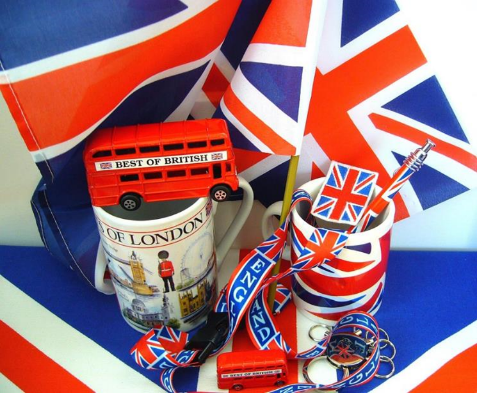 BEST OF BRITISH
OF LONDON
ENGLAND
BEST OF BRITISH